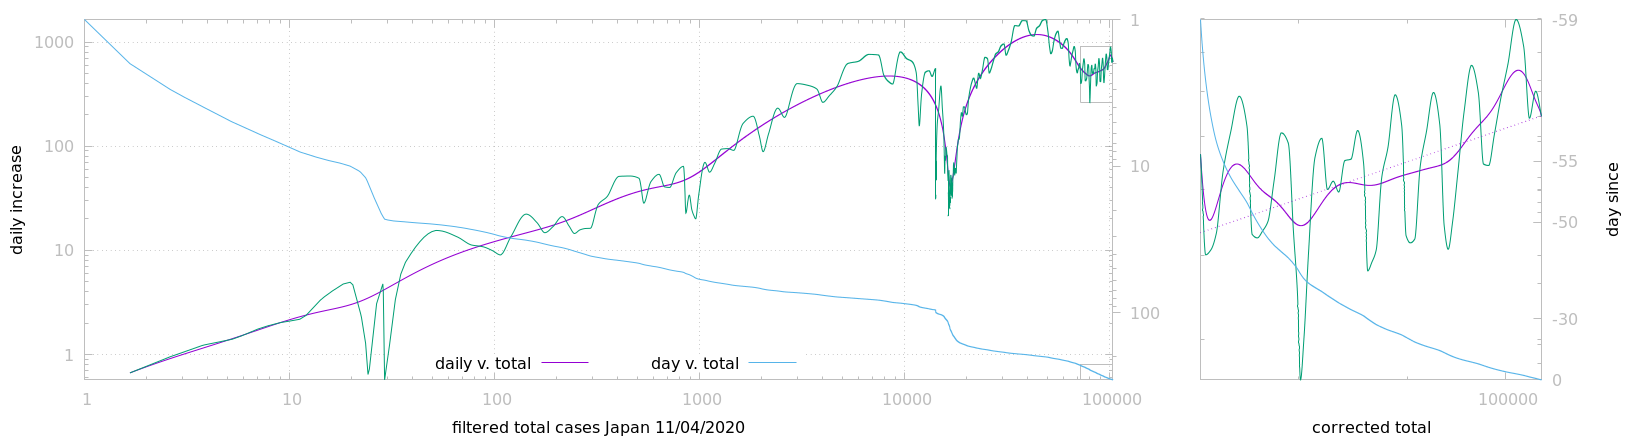 1000
100
10
1
daily increase
1
10
100
daily v. total
day v. total
1 10 100 1000 10000 100000
filtered total cases Japan 11/04/2020
-59
-55
-50
-30
0
day since
100000
corrected total